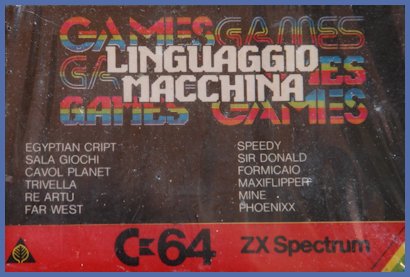 GAMES GAMES
LINGUAGGIO
MACCHINA
GAMES GAMES
EGYPTIAN CRIPT
SALA GIOCHI
CAVOL PLANET
TRIVELLA
RE ARTU
FAR WEST
SPEEDY
SIR DONALD
FORMICAIO
MAXIFLIPPER
MINE
PHOENIXX
C=64 ZX Spectrum